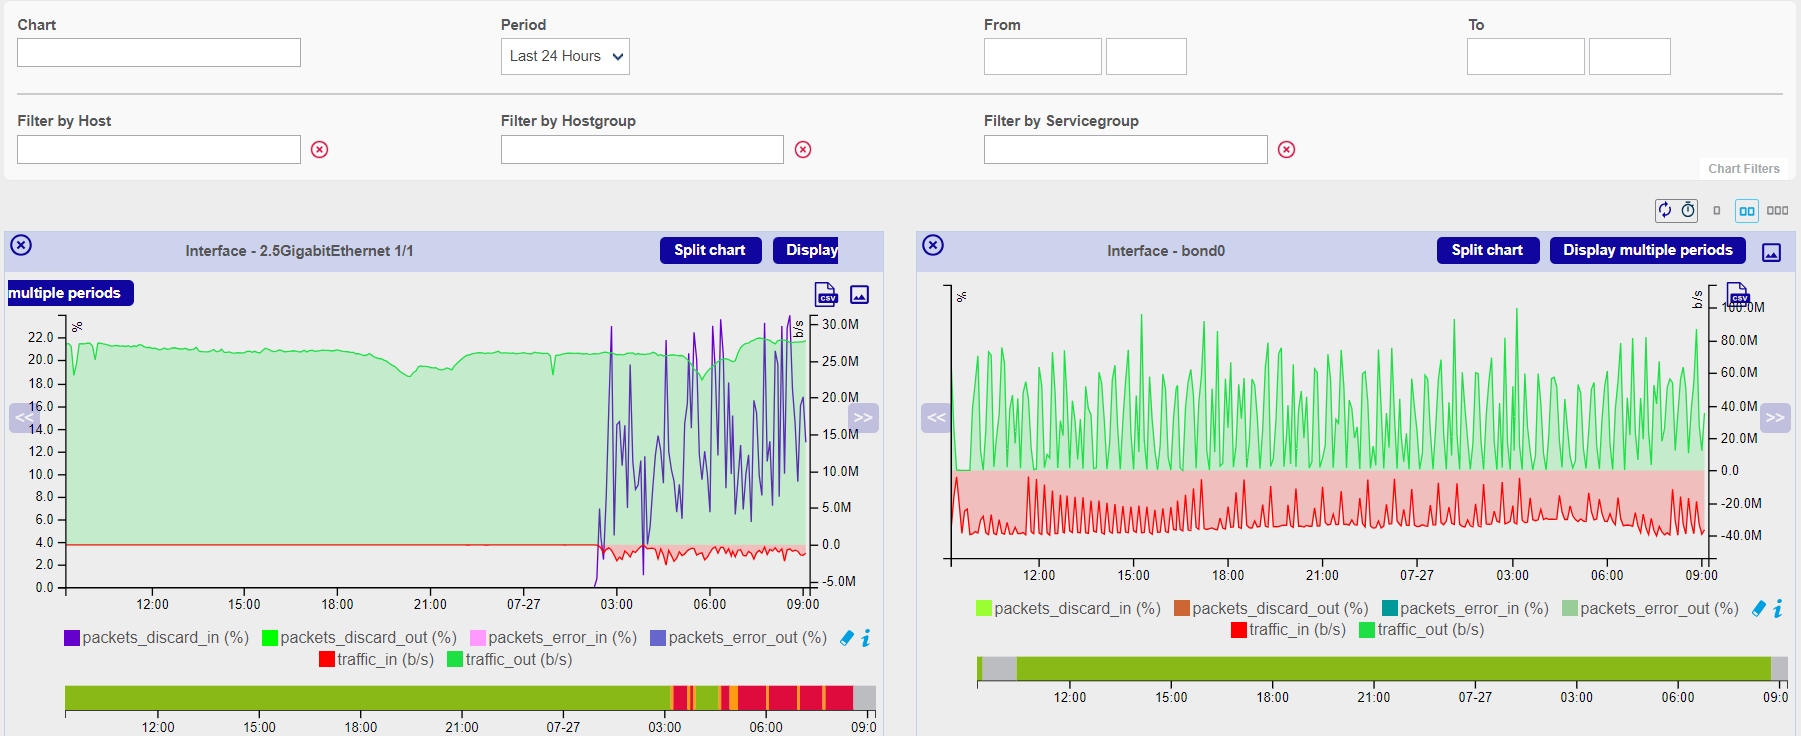 Chart Period From To
Last 24 Hours
Filter by Host Filter by Hostgroup Filter by Servicegroup
Chart Filters
Interface - 2.5GigabitEthernet 1/1 Split chart Display
multiple periods
CSV
% b/s
22.0
20.0
18.0
16.0
14.0
12.0
10.0
8.0
6.0
4.0
2.0
0.0
30.0M
25.0M
20.0M
15.0M
10.0M
5.0M
0.0
-5.0M
<< >>
12:00 15:00 18:00 21:00 07-27 03:00 06:00 09:00
packets_discard_in (%) packets_discard_out (%) packets_error_in (%) packets_error_out (%)
traffic_in (b/s) traffic_out (b/s)
12:00 15:00 18:00 21:00 07-27 03:00 06:00 09:0
Interface - bond0 Split chart Display multiple periods
CSV
% b/s
100.0M
80.0M
60.0M
40.0M
20.0M
0.0
-20.0M
-40.0M
<< >>
12:00 15:00 18:00 21:00 07-27 03:00 06:00 09:00
packets_discard_in (%) packets_discard_out (%) packets_error_in (%) packets_error_out (%)
traffic_in (b/s) traffic_out (b/s)
12:00 15:00 18:00 21:00 07-27 03:00 06:00 09:0